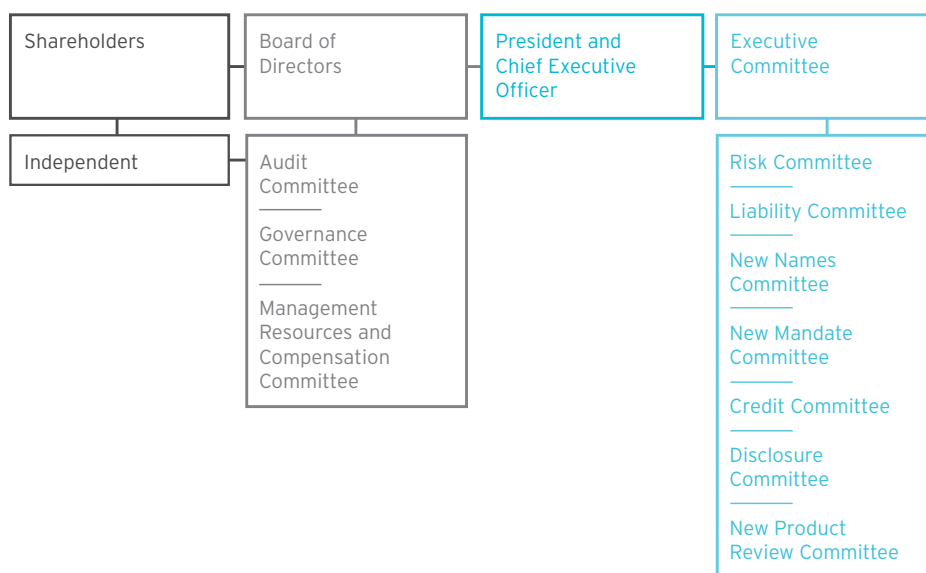 Shareholders
Board of
Directors
President and
Chief Executive
Officer
Executive
Committee
Independent
Audit
Committee
Governance
Committee
Management
Resources and
Compensation
Committee
Risk Committee
Liability Committee
New Names
Committee
New Mandate
Committee
Credit Committee
Disclosure
Committee
New Product
Review Committee